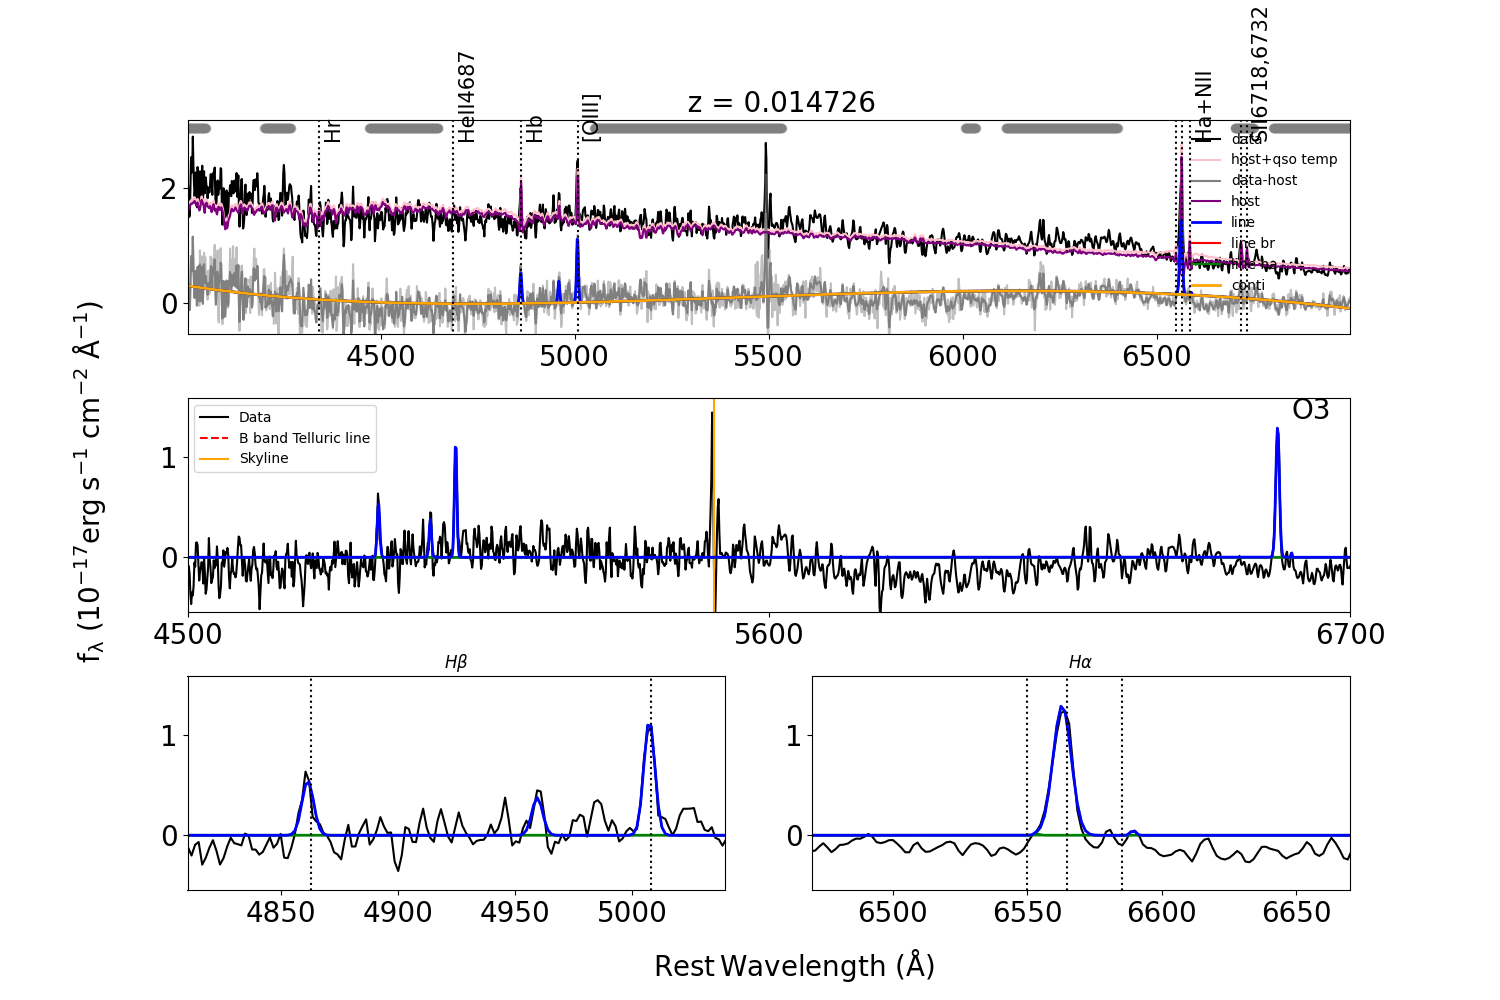 z = 0.014726
Hr
HeII4687
Hb
[OIII]
Ha+NII
SII6718,6732
data
host+qso temp
data-host
host
line
line br
line na
conti
2
0
4500
5000
5500
6000
6500
f_λ (10⁻¹⁷erg s⁻¹ cm⁻² Å⁻¹)
Data
B band Telluric line
Skyline
O3
1
0
4500
5600
6700
Hβ
1
0
4850
4900
4950
5000
Hα
1
0
6500
6550
6600
6650
Rest Wavelength (Å)